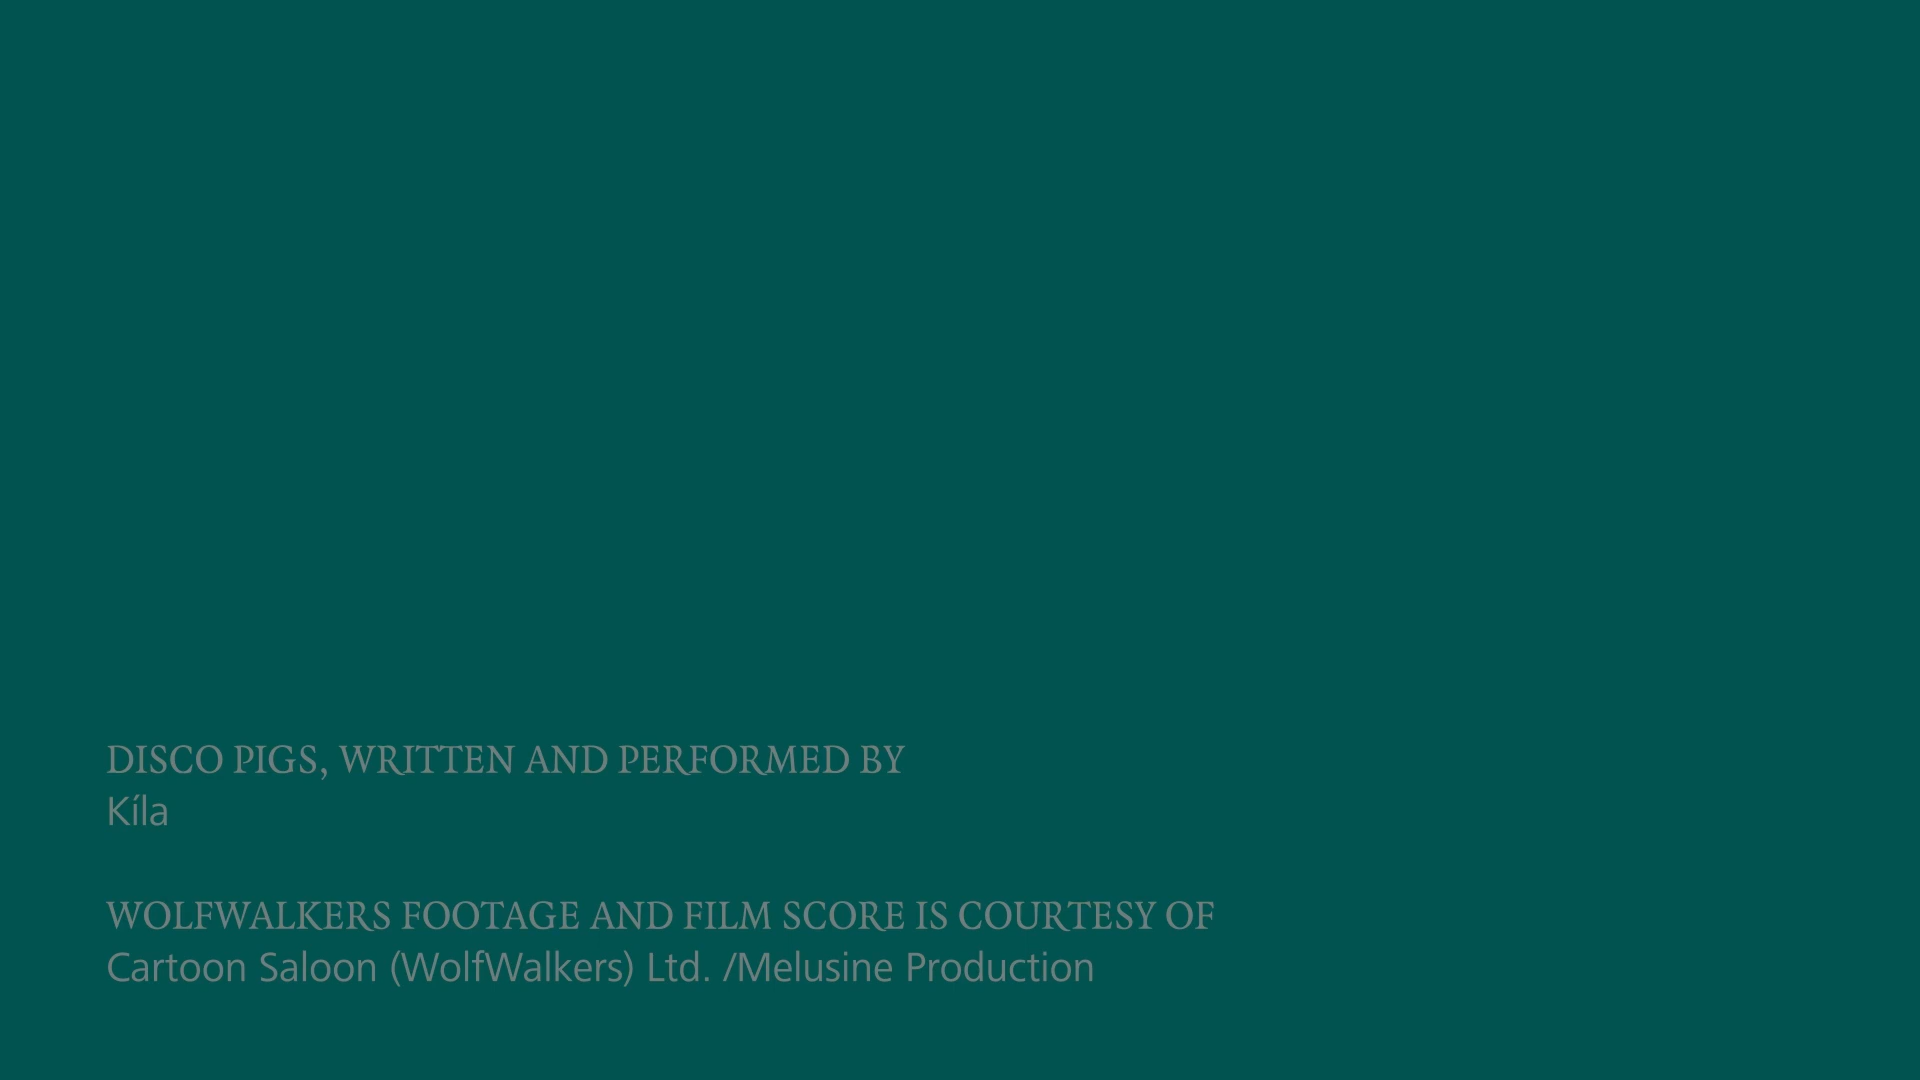 DISCO PIGS, WRITTEN AND PERFORMED BY
Kíla
WOLFWALKERS FOOTAGE AND FILM SCORE IS COURTESY OF
Cartoon Saloon (WolfWalkers) Ltd. /Melusine Production